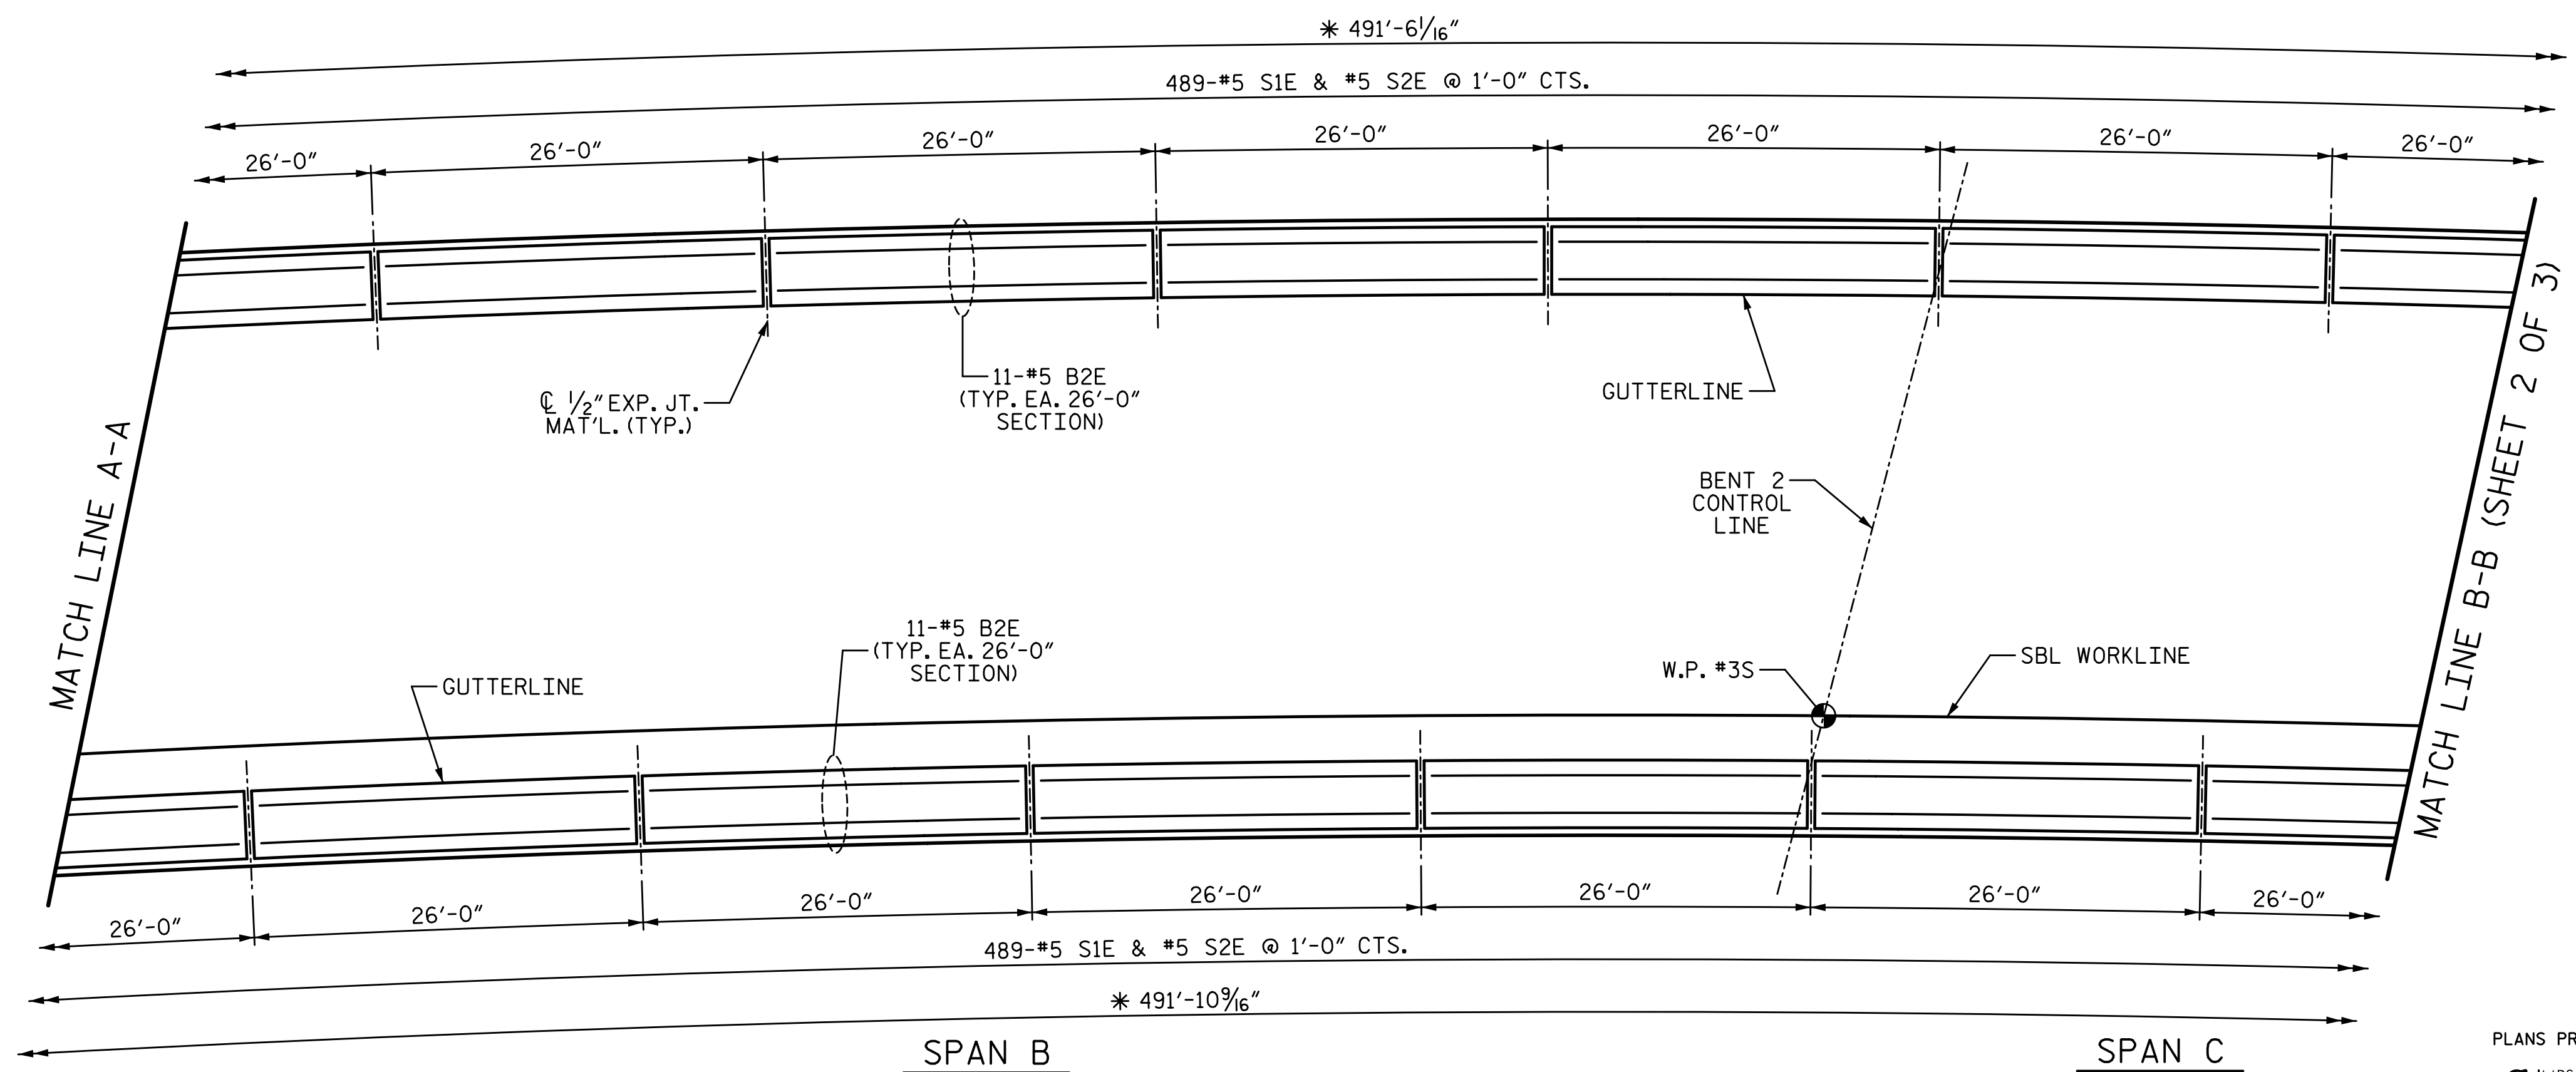 ✳ 491'-6 1/16"
489-#5 S1E & #5 S2E @ 1'-0" CTS.
26'-0"
26'-0"
26'-0"
26'-0"
26'-0"
26'-0"
26'-0"
MATCH LINE A-A
℄ 1/2" EXP. JT.
MAT'L. (TYP.)
11-#5 B2E
(TYP. EA. 26'-0"
SECTION)
GUTTERLINE
BENT 2
CONTROL
LINE
MATCH LINE B-B (SHEET 2 OF 3)
11-#5 B2E
(TYP. EA. 26'-0"
SECTION)
GUTTERLINE
W.P. #3S
SBL WORKLINE
26'-0"
26'-0"
26'-0"
26'-0"
26'-0"
26'-0"
26'-0"
489-#5 S1E & #5 S2E @ 1'-0" CTS.
✳ 491'-10 9/16"
SPAN B
SPAN C
PLANS PR